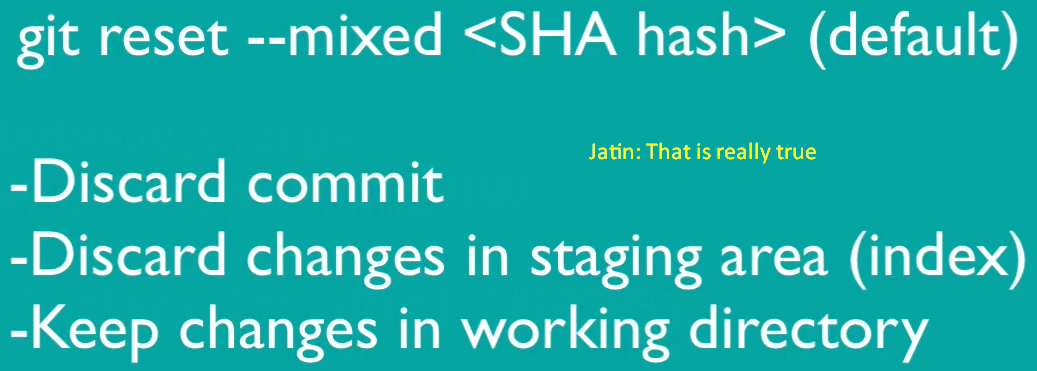 git reset --mixed <SHA hash> (default)
Jatin: That is really true
-Discard commit
-Discard changes in staging area (index)
-Keep changes in working directory